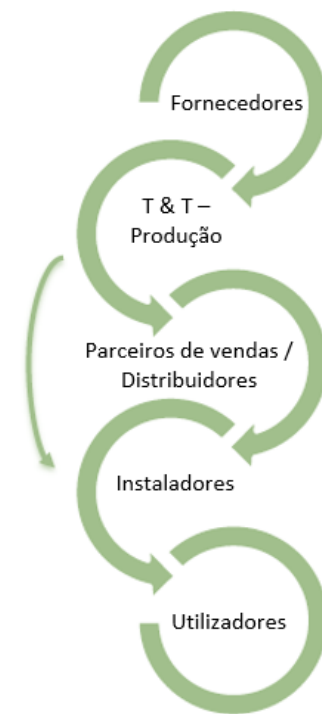 Fornecedores
T & T –
Produção
Parceiros de vendas /
Distribuidores
Instaladores
Utilizadores